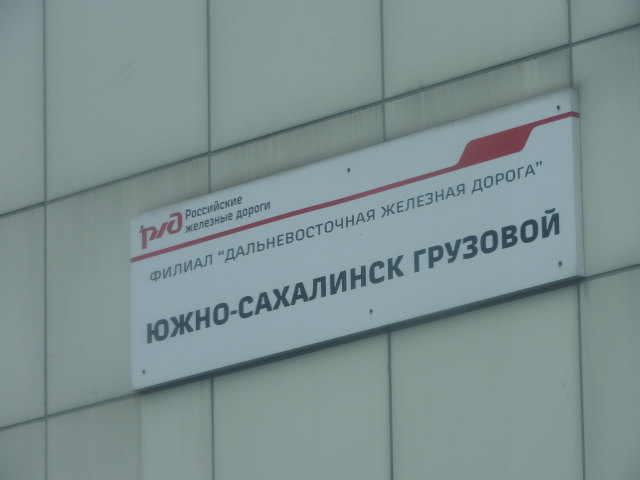 ржд Российские
железные дороги
ФИЛИАЛ "ДАЛЬНЕВОСТОЧНАЯ ЖЕЛЕЗНАЯ ДОРОГА"
ЮЖНО-САХАЛИНСК ГРУЗОВОЙ